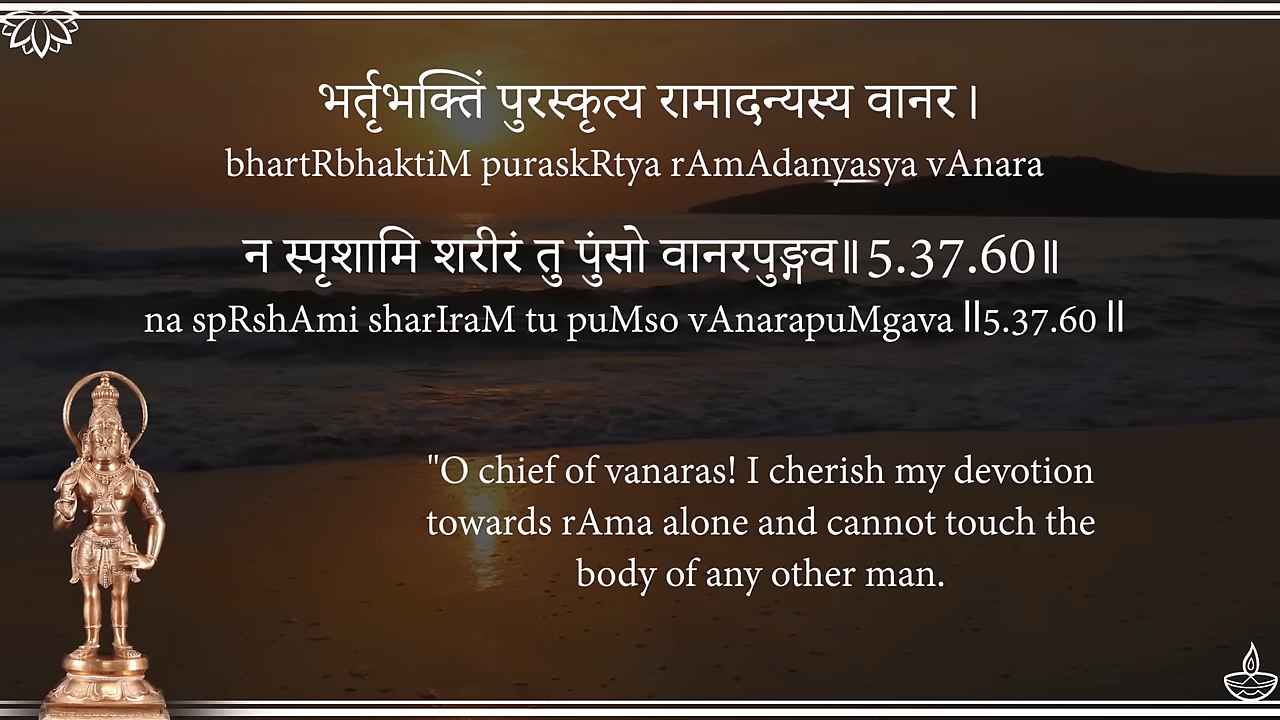 भर्तृभक्तिं पुरस्कृत्य रामादन्यस्य वानर।
bhartRbhaktiM puraskRtya rAmAdanyasya vAnara
न स्पृशामि शरीरं तु पुंसो वानरपुङ्गव॥5.37.60॥
na spRshAmi sharIraM tu puMso vAnarapuMgava ||5.37.60 ||
"O chief of vanaras! I cherish my devotion
towards rAma alone and cannot touch the
body of any other man.